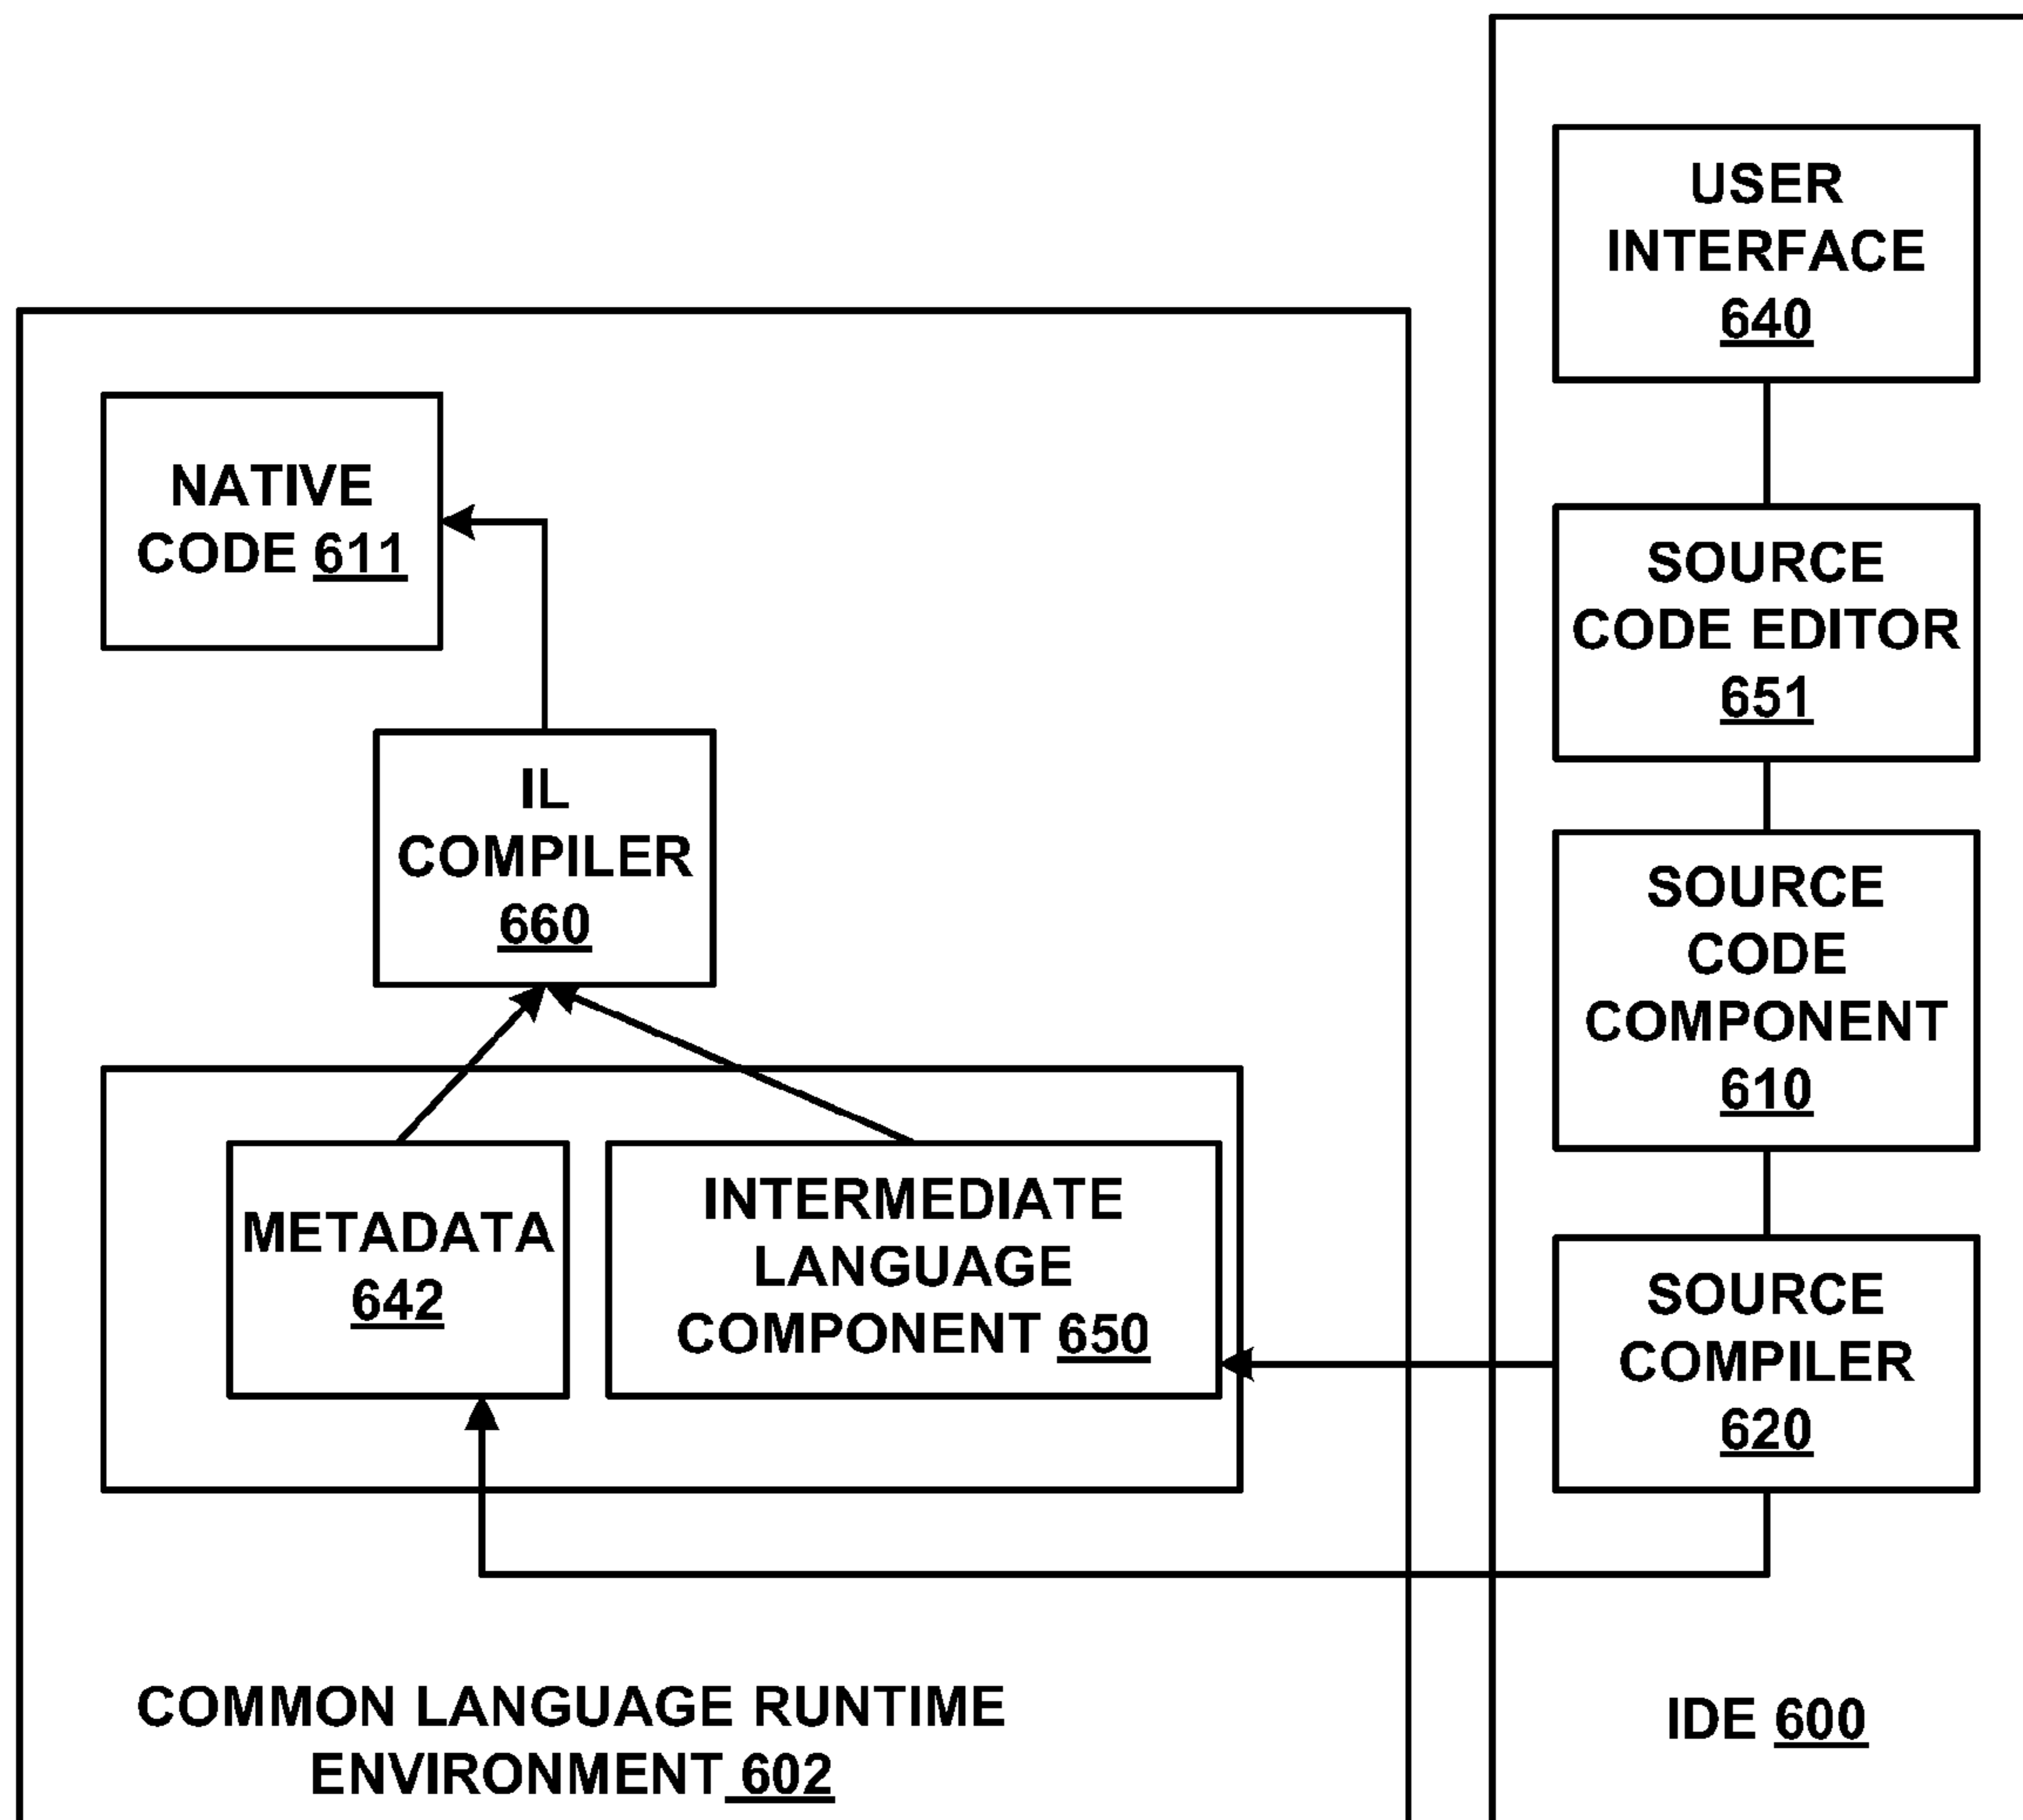 USER
INTERFACE
640
NATIVE
CODE 611
SOURCE
CODE EDITOR
651
IL
COMPILER
660
SOURCE
CODE
COMPONENT
610
METADATA
642
INTERMEDIATE
LANGUAGE
COMPONENT 650
SOURCE
COMPILER
620
COMMON LANGUAGE RUNTIME
ENVIRONMENT 602
IDE 600